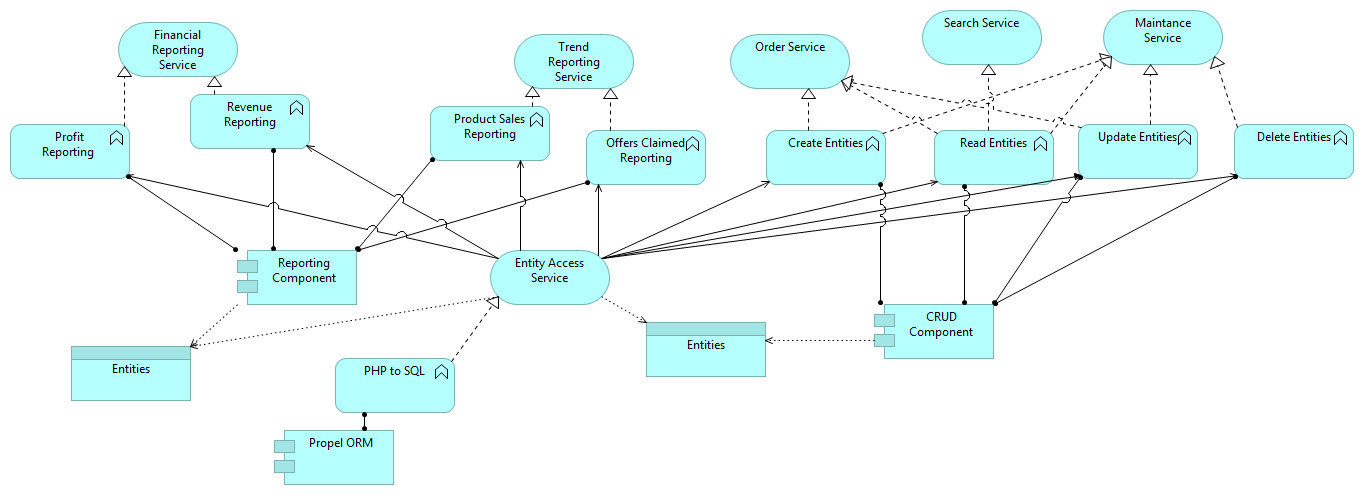 Financial
Reporting
Service
Trend
Reporting
Service
Order Service
Search Service
Maintance
Service
Profit
Reporting
Revenue
Reporting
Product Sales
Reporting
Offers Claimed
Reporting
Create Entities
Read Entities
Update Entities
Delete Entities
Reporting
Component
Entity Access
Service
CRUD
Component
Entities
Entities
PHP to SQL
Propel ORM